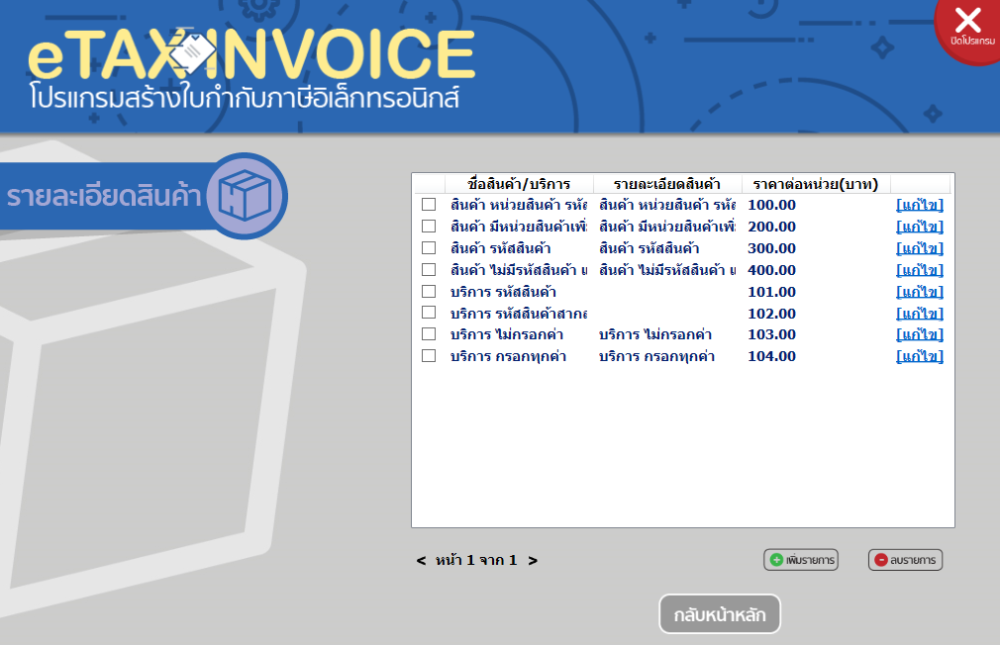 eTAX INVOICE
โปรแกรมสร้างใบกำกับภาษีอิเล็กทรอนิกส์
ปิดโปรแกรม
รายละเอียดสินค้า
ชื่อสินค้า/บริการ รายละเอียดสินค้า ราคาต่อหน่วย(บาท)
สินค้า หน่วยสินค้า สินค้า หน่วยสินค้า 100.00 [แก้ไข]
สินค้า มีหน่วยสินค้า สินค้า มีหน่วยสินค้า 200.00 [แก้ไข]
สินค้า รหัสสินค้า สินค้า รหัสสินค้า 300.00 [แก้ไข]
สินค้า ไม่มีรหัสสินค้า สินค้า ไม่มีรหัสสินค้า 400.00 [แก้ไข]
บริการ รหัสสินค้า 101.00 [แก้ไข]
บริการ รหัสสินค้าสาก 102.00 [แก้ไข]
บริการ ไม่กรอกค่า บริการ ไม่กรอกค่า 103.00 [แก้ไข]
บริการ กรอกทุกค่า บริการ กรอกทุกค่า 104.00 [แก้ไข]
< หน้า 1 จาก 1 >
เพิ่มรายการ
ลบรายการ
กลับหน้าหลัก